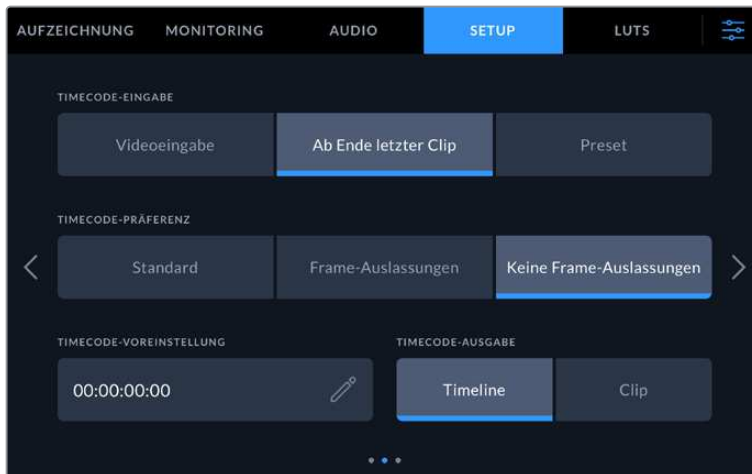 AUFZEICHNUNG MONITORING AUDIO SETUP LUTS
TIMECODE-EINGABE
Videoeingabe Ab Ende letzter Clip Preset
TIMECODE-PRÄFERENZ
Standard Frame-Auslassungen Keine Frame-Auslassungen
TIMECODE-VOREINSTELLUNG TIMECODE-AUSGABE
00:00:00:00 Timeline Clip